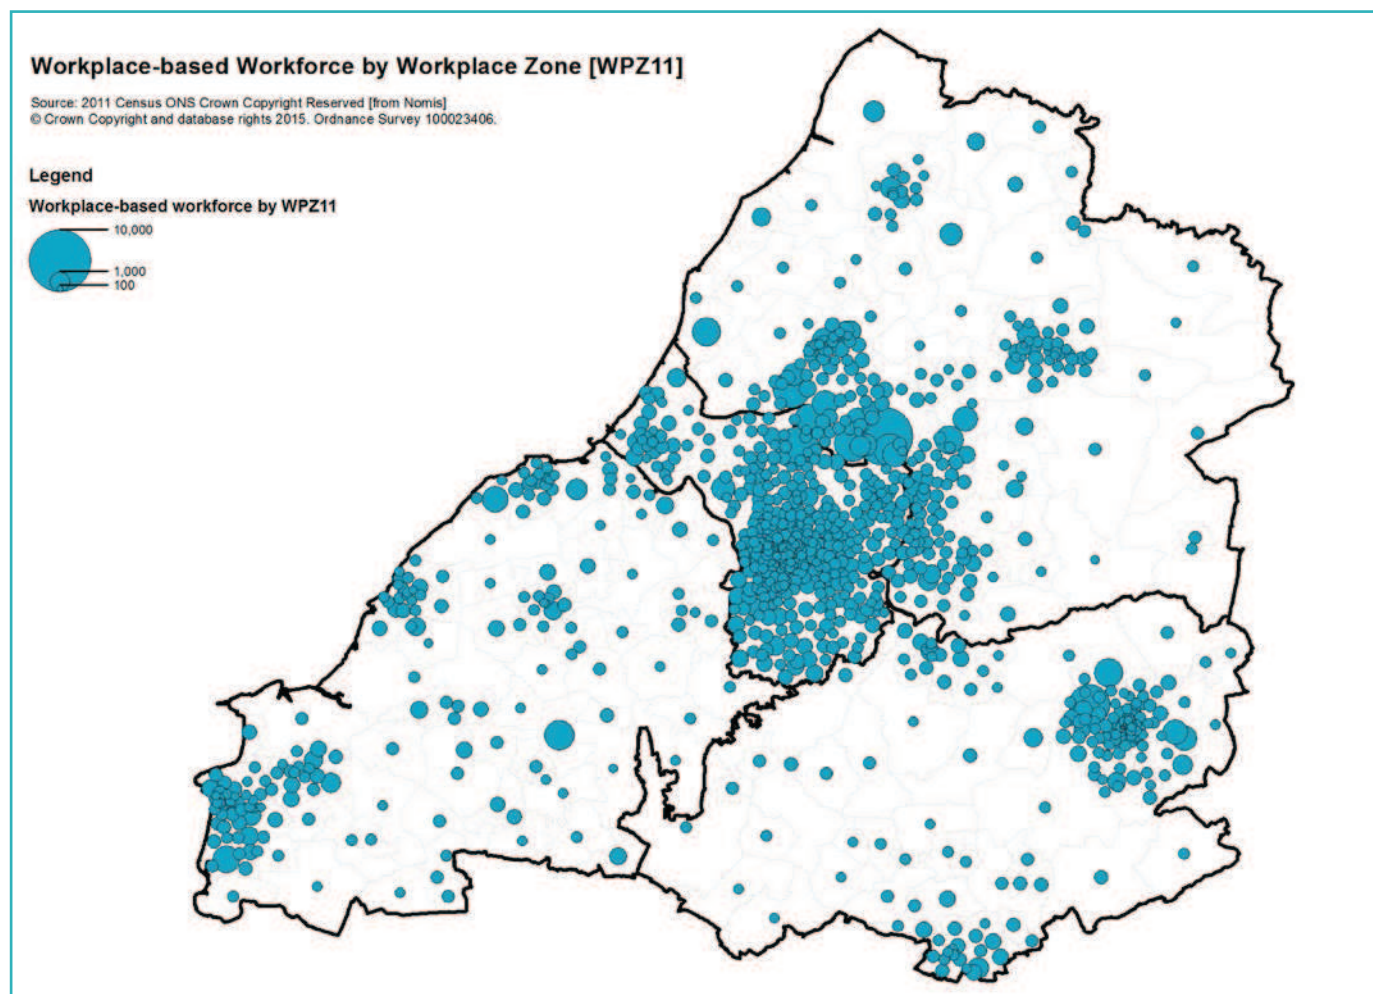 Workplace-based Workforce by Workplace Zone [WPZ11]
Source: 2011 Census ONS Crown Copyright Reserved [from Nomis]
© Crown Copyright and database rights 2015. Ordnance Survey 100023406.
Legend
Workplace-based workforce by WPZ11
10,000
1,000
100